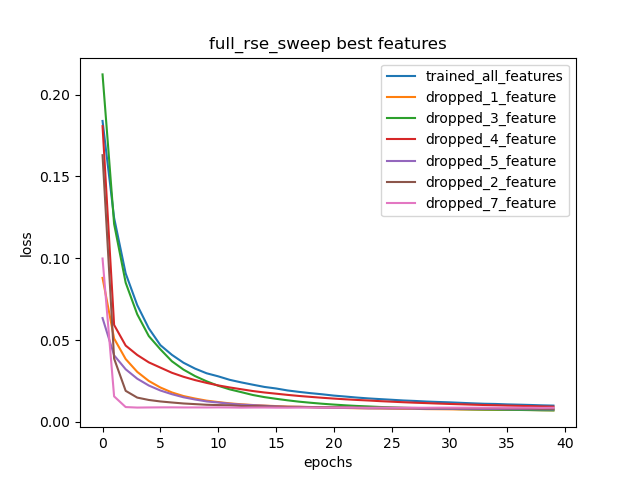 full_rse_sweep best features
trained_all_features
dropped_1_feature
dropped_3_feature
dropped_4_feature
dropped_5_feature
dropped_2_feature
dropped_7_feature
loss
0.20
0.15
0.10
0.05
0.00
0 5 10 15 20 25 30 35 40
epochs